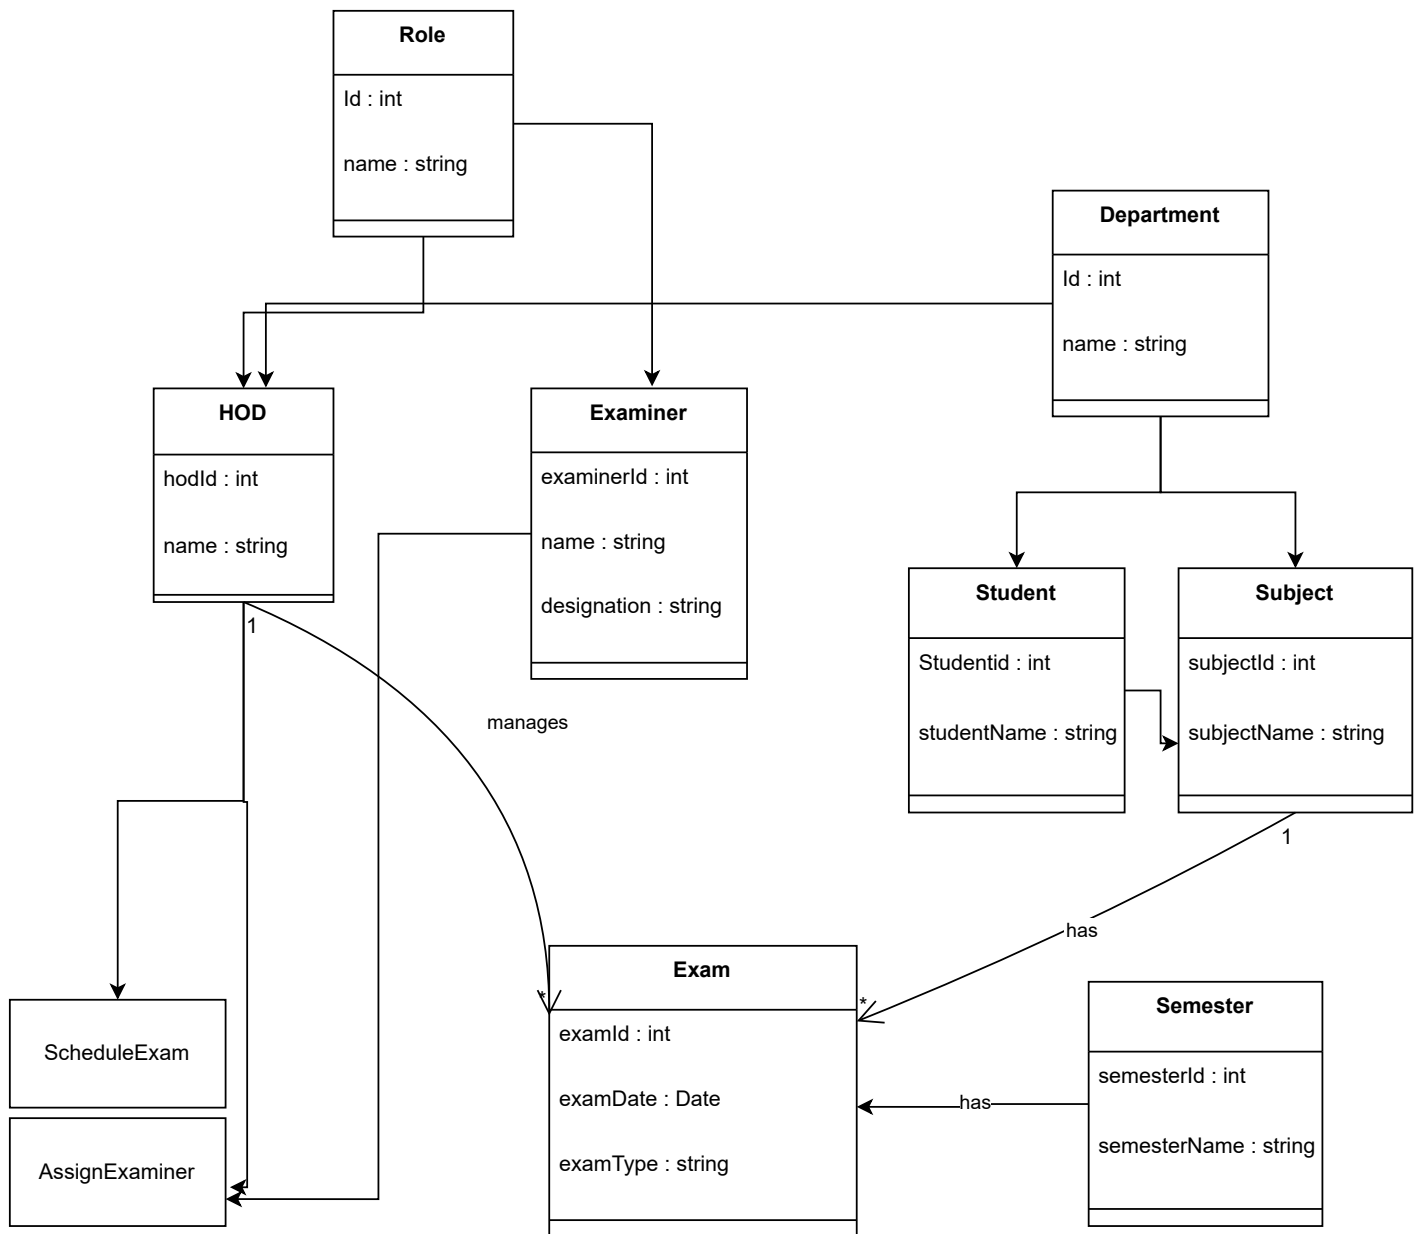 Role
Id : int
name : string
Department
Id : int
name : string
HOD
hodId : int
name : string
1
Examiner
examinerId : int
name : string
designation : string
manages
Student
Studentid : int
studentName : string
Subject
subjectId : int
subjectName : string
1
has
ScheduleExam
AssignExaminer
*
*
Exam
examId : int
examDate : Date
examType : string
has
Semester
semesterId : int
semesterName : string